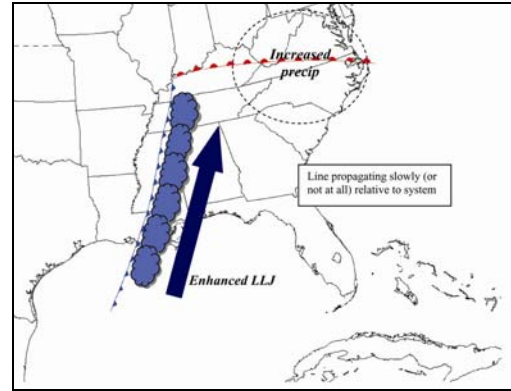 Increased
precip
Line propagating slowly (or
not at all) relative to system
Enhanced LLJ